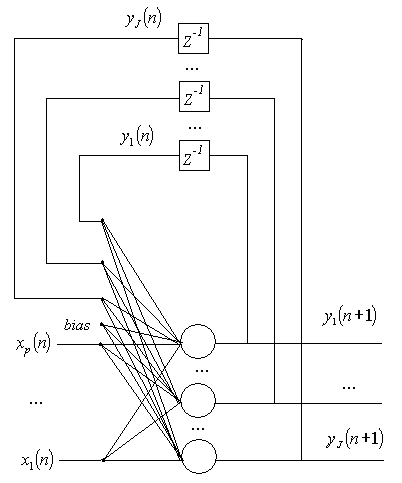 y_J(n)
Z^-1
...
Z^-1
...
y_1(n)
Z^-1
bias
y_1(n+1)
x_p(n)
...
...
...
...
y_J(n+1)
x_1(n)